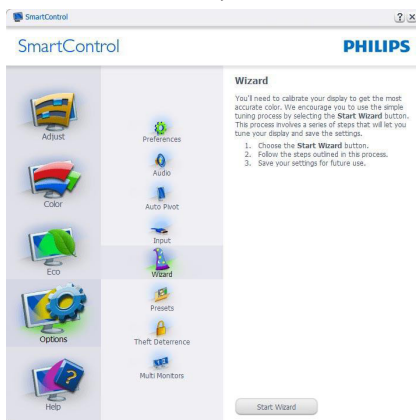 SmartControl
SmartControl
PHILIPS
Adjust
Color
Eco
Options
Help
Preferences
Audio
Auto Pivot
Input
Wizard
Presets
Theft Deterrence
Multi Monitors
Wizard
You'll need to calibrate your display to get the most
accurate color. We encourage you to use the simple
tuning process by selecting the Start Wizard button.
This process involves a series of steps that will let you
tune your display and save the settings.
1. Choose the Start Wizard button.
2. Follow the steps outlined in this process.
3. Save your settings for future use.
Start Wizard